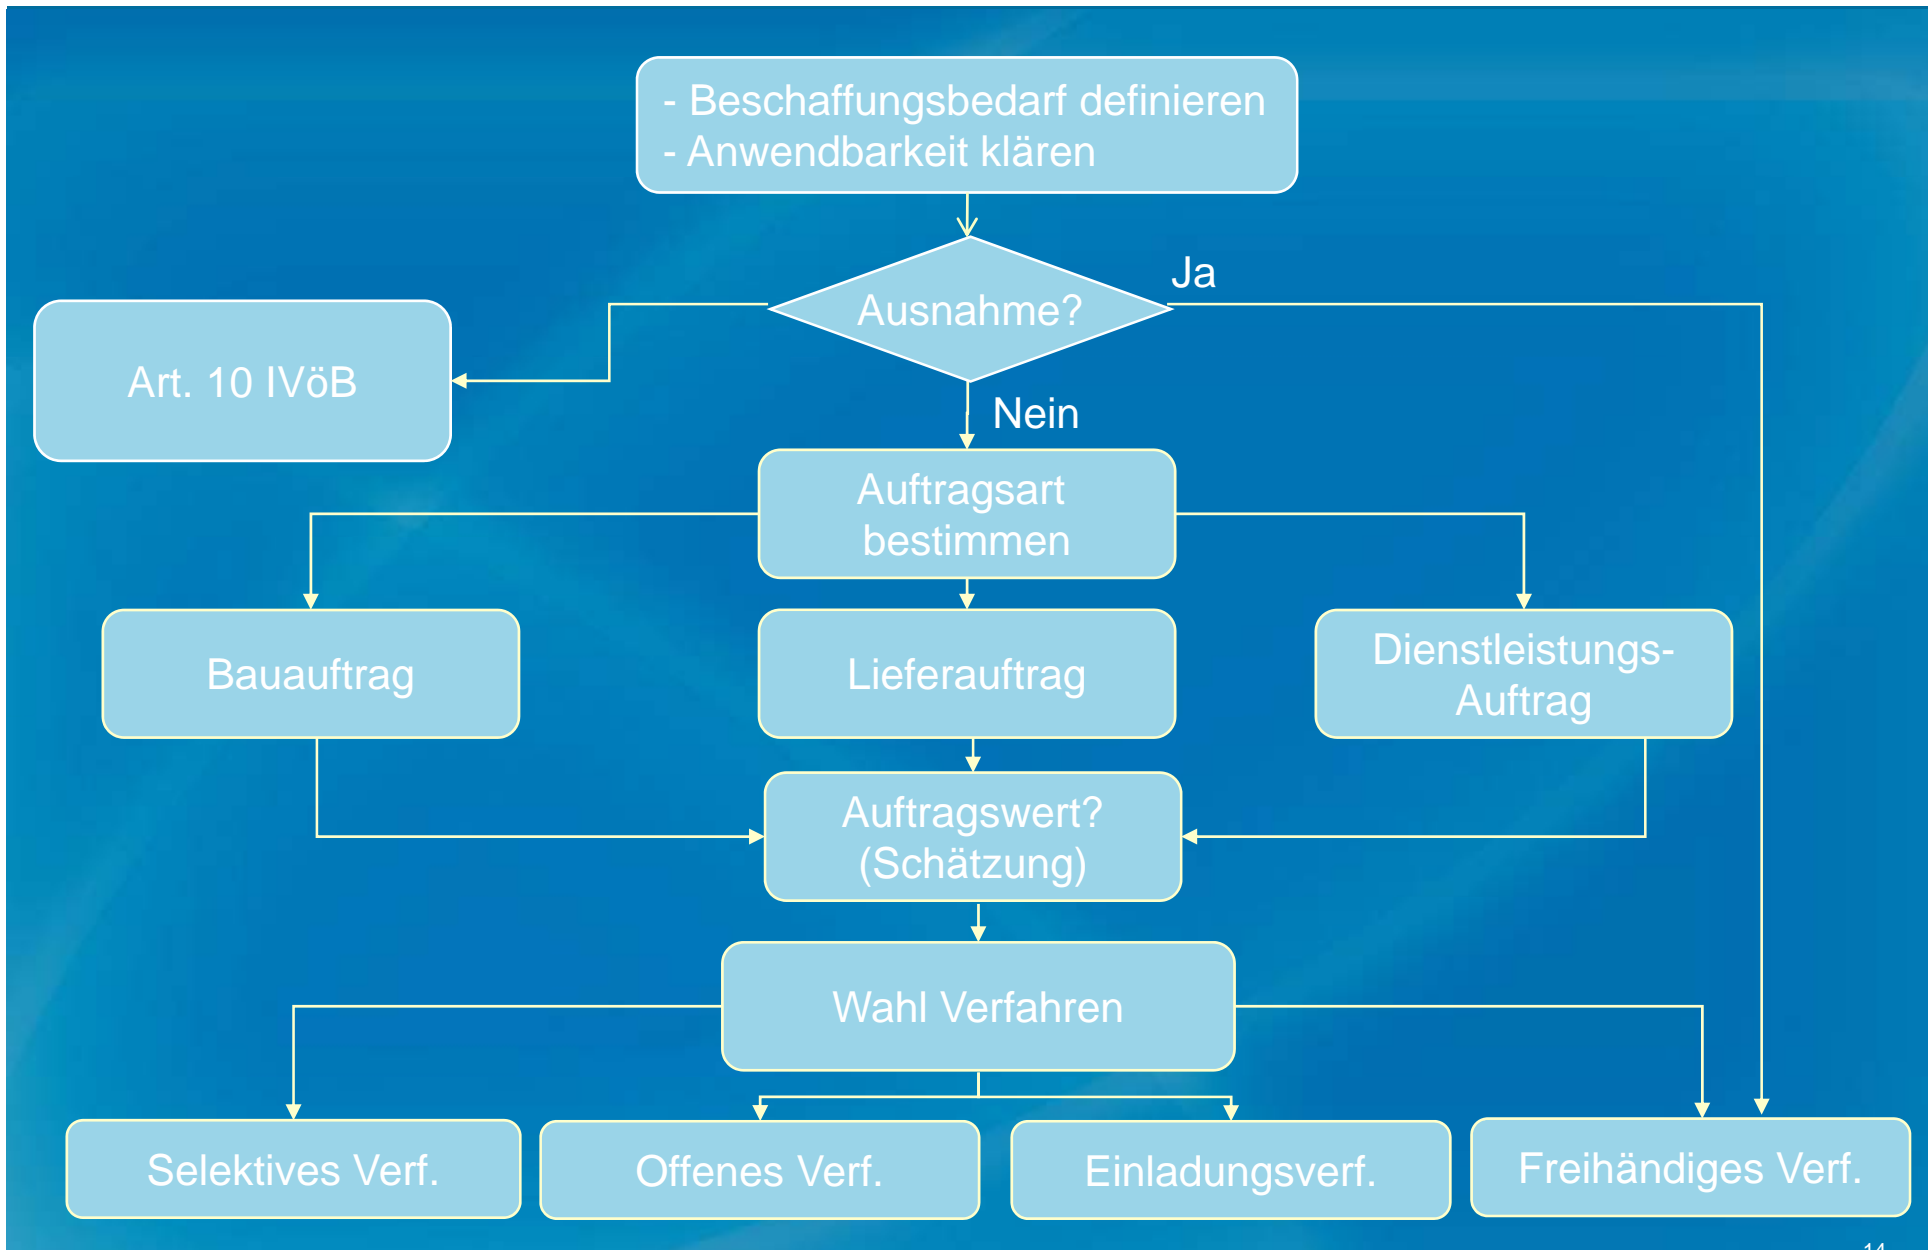 - Beschaffungsbedarf definieren
- Anwendbarkeit klären
Ja
Ausnahme?
Art. 10 IVöB
Nein
Auftragsart
bestimmen
Bauauftrag
Lieferauftrag
Dienstleistungs-
Auftrag
Auftragswert?
(Schätzung)
Wahl Verfahren
Selektives Verf.
Offenes Verf.
Einladungsverf.
Freihändiges Verf.
14